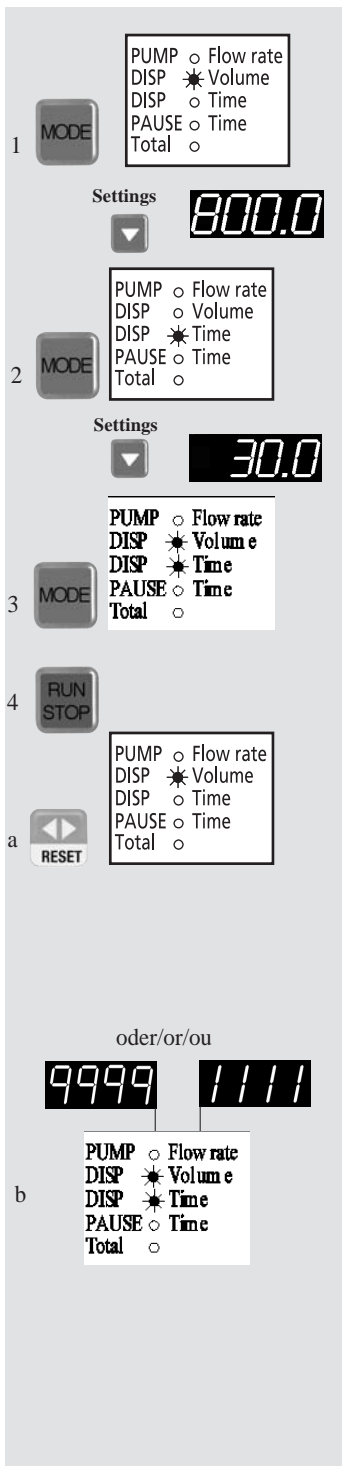 PUMP Flow rate
DISP Volume
DISP Time
PAUSE Time
Total
1 MODE
Settings
800.0
PUMP Flow rate
DISP Volume
DISP Time
PAUSE Time
Total
2 MODE
Settings
30.0
PUMP Flow rate
DISP Volume
DISP Time
PAUSE Time
Total
3 MODE
4 RUN
STOP
PUMP Flow rate
DISP Volume
DISP Time
PAUSE Time
Total
a RESET
oder/or/ou
9999 1111
PUMP Flow rate
DISP Volume
DISP Time
PAUSE Time
Total
b